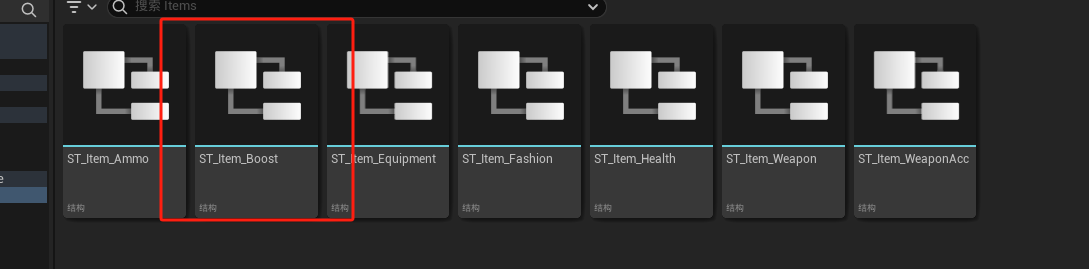 搜索 Items
e
ST_Item_Ammo
ST_Item_Boost
ST_Item_Equipment
ST_Item_Fashion
ST_Item_Health
ST_Item_Weapon
ST_Item_WeaponAcc
结构
结构
结构
结构
结构
结构
结构